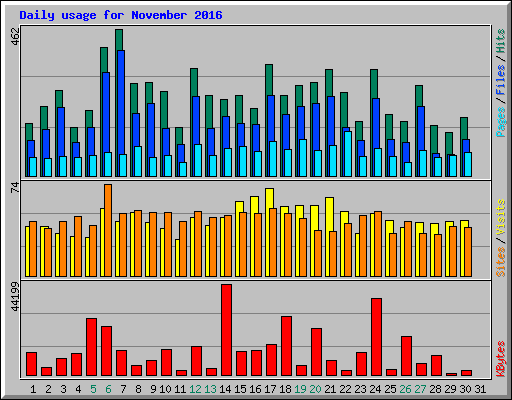 Daily usage for November 2016
462
Pages / Files / Hits
74
Sites / Visits
44199
KBytes
1 2 3 4 5 6 7 8 9 10 11 12 13 14 15 16 17 18 19 20 21 22 23 24 25 26 27 28 29 30 31